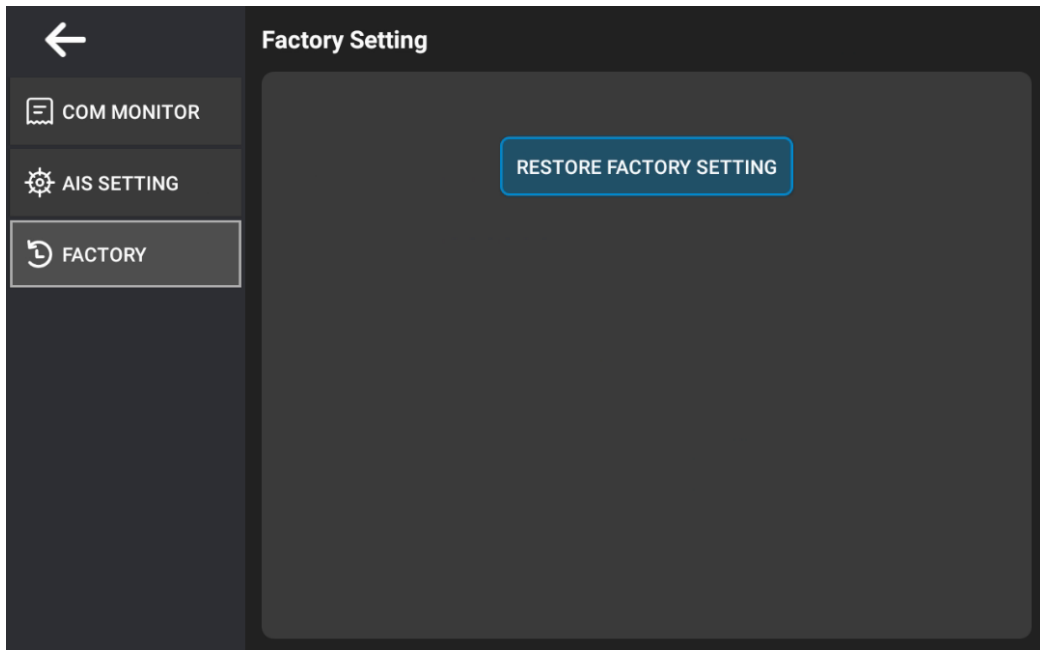 Factory Setting
COM MONITOR
AIS SETTING
FACTORY
RESTORE FACTORY SETTING